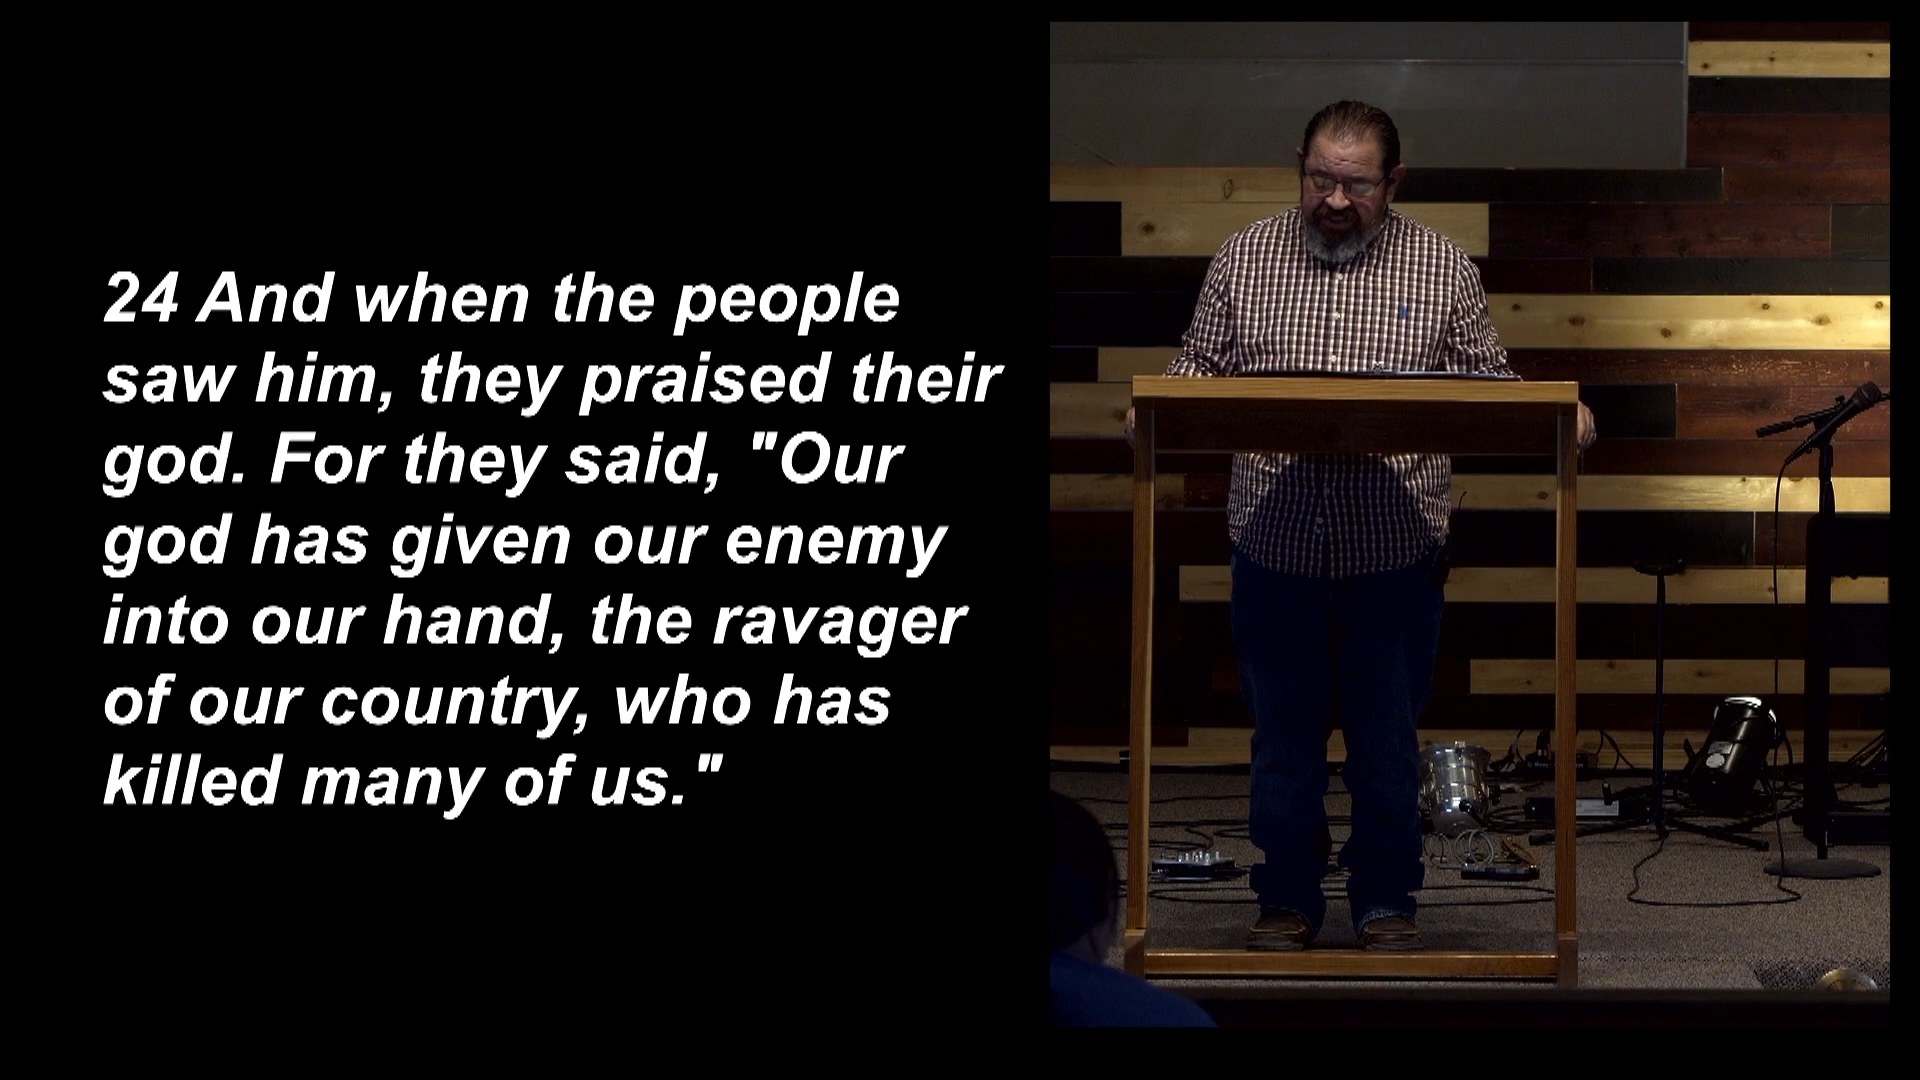 24 And when the people
saw him, they praised their
god. For they said, "Our
god has given our enemy
into our hand, the ravager
of our country, who has
killed many of us."